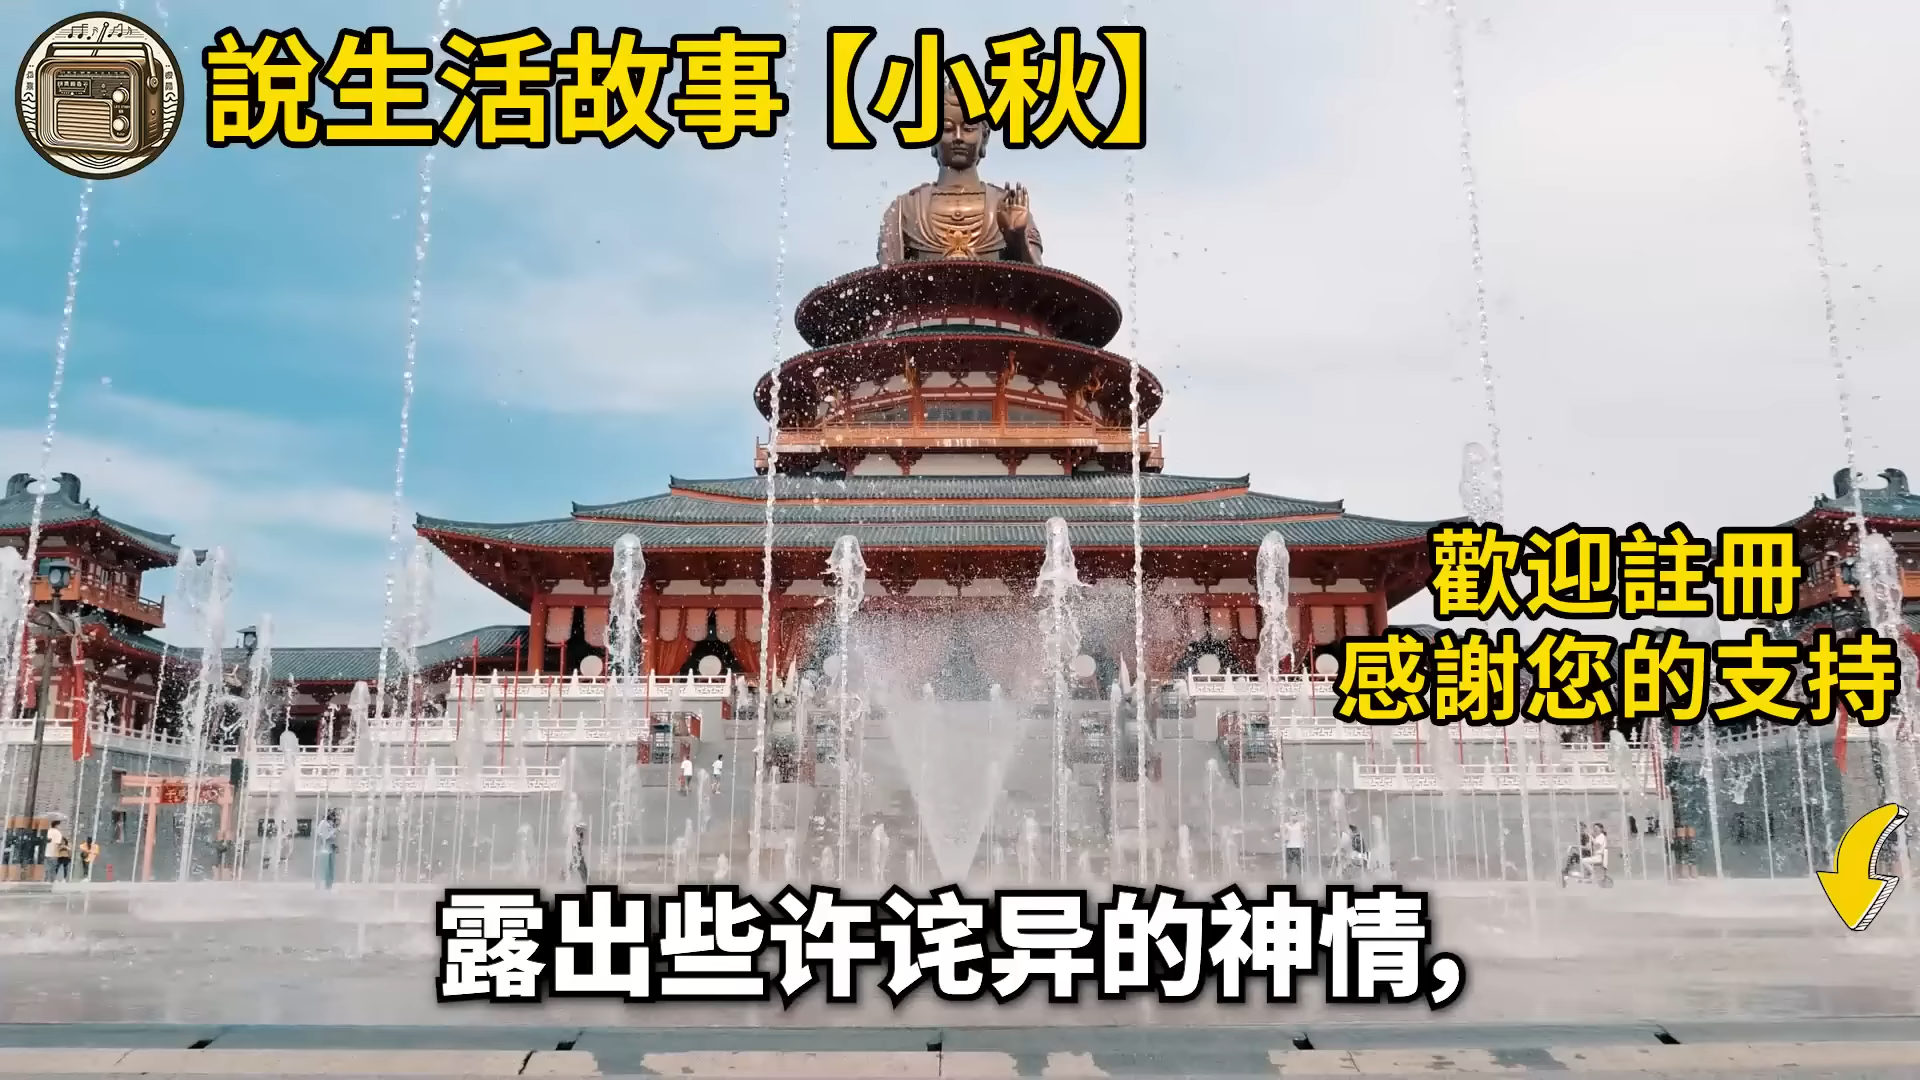 說生活故事【小秋】
歡迎註冊
感謝您的支持
露出些许诧异的神情,